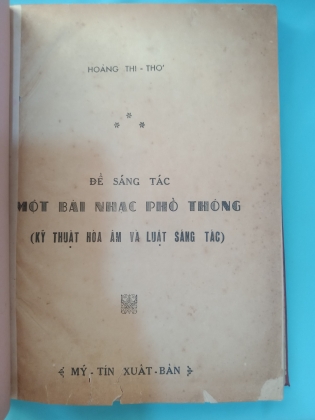 HOÀNG THI - THƠ
ĐỂ SÁNG TÁC
MỘT BÀI NHẠC PHỔ THÔNG
(KỸ THUẬT HÒA ÂM VÀ LUẬT SÁNG TÁC)
MỸ - TÍN XUẤT - BẢN